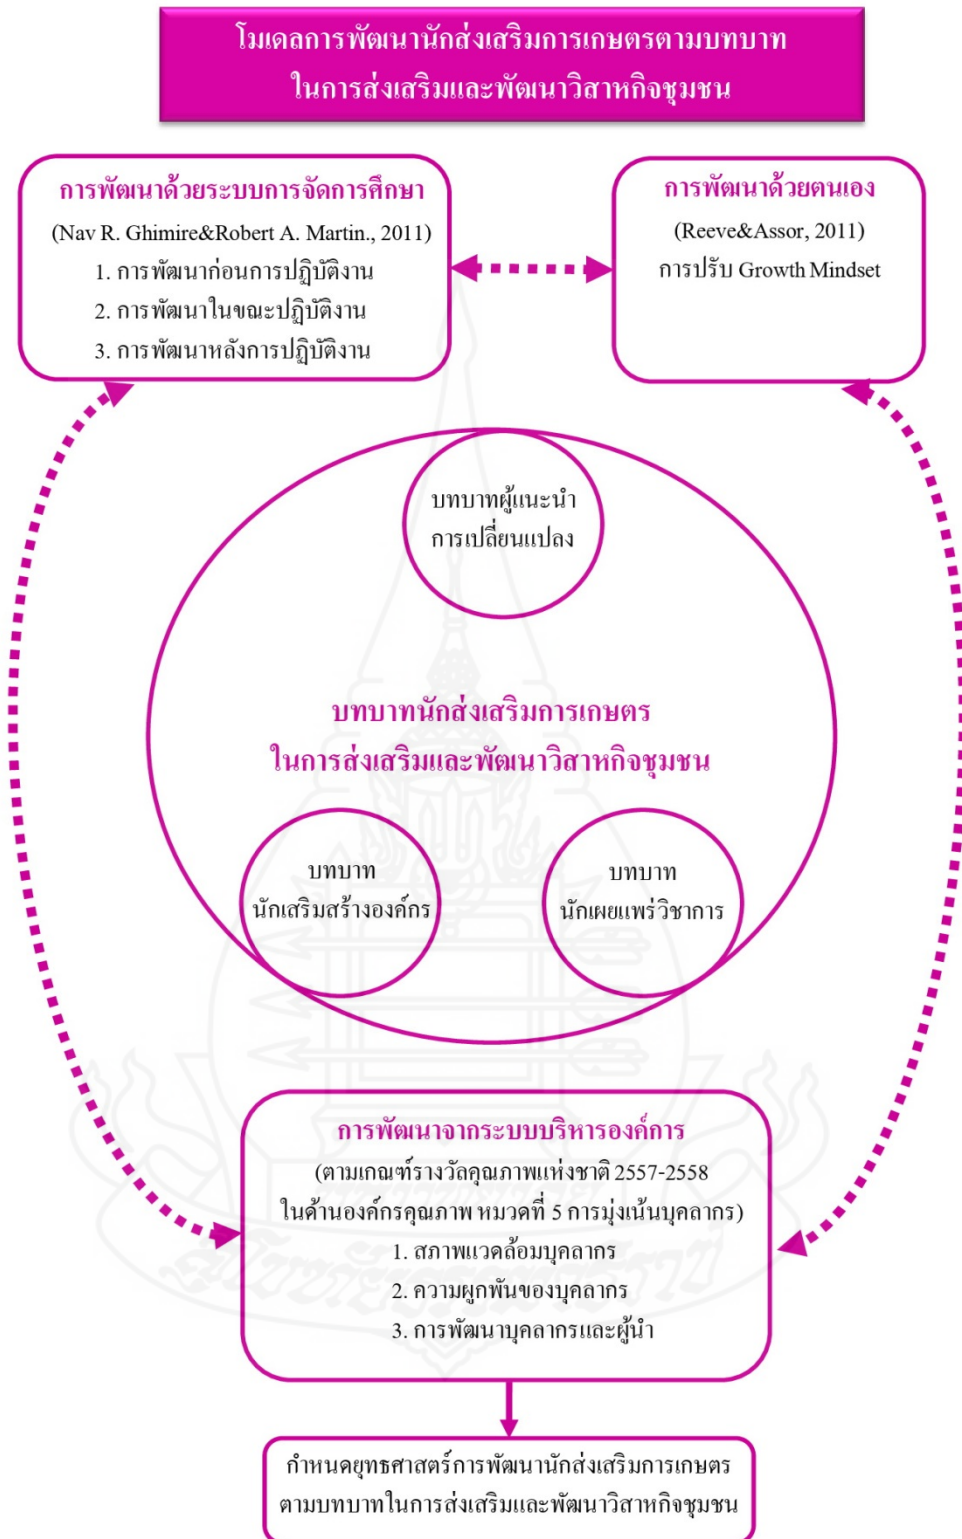 โมเดลการพัฒนานักส่งเสริมการเกษตรตามบทบาท
ในการส่งเสริมและพัฒนาวิสาหกิจชุมชน
การพัฒนาด้วยระบบการจัดการศึกษา
(Nav R. Ghimire&Robert A. Martin., 2011)
1. การพัฒนาก่อนการปฏิบัติงาน
2. การพัฒนาในขณะปฏิบัติงาน
3. การพัฒนาหลังการปฏิบัติงาน
การพัฒนาด้วยตนเอง
(Reeve&Assor, 2011)
การปรับ Growth Mindset
บทบาทผู้แนะนำ
การเปลี่ยนแปลง
บทบาทนักส่งเสริมการเกษตร
ในการส่งเสริมและพัฒนาวิสาหกิจชุมชน
บทบาท
นักเสริมสร้างองค์กร
บทบาท
นักเผยแพร่วิชาการ
การพัฒนาจากระบบบริหารองค์การ
(ตามเกณฑ์รางวัลคุณภาพแห่งชาติ 2557-2558
ในด้านองค์กรคุณภาพ หมวดที่ 5 การมุ่งเน้นบุคลากร)
1. สภาพแวดล้อมบุคลากร
2. ความผูกพันของบุคลากร
3. การพัฒนาบุคลากรและผู้นำ
กำหนดยุทธศาสตร์การพัฒนานักส่งเสริมการเกษตร
ตามบทบาทในการส่งเสริมและพัฒนาวิสาหกิจชุมชน